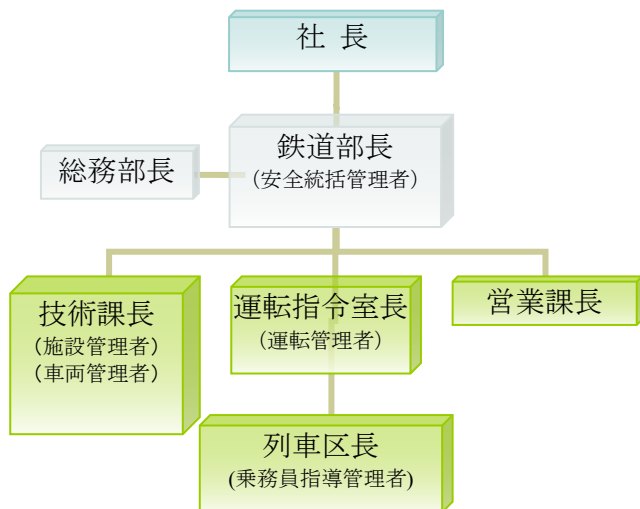 社 長
鉄道部長
(安全統括管理者)
総務部長
技術課長
(施設管理者)
(車両管理者)
運転指令室長
(運転管理者)
営業課長
列車区長
(乗務員指導管理者)